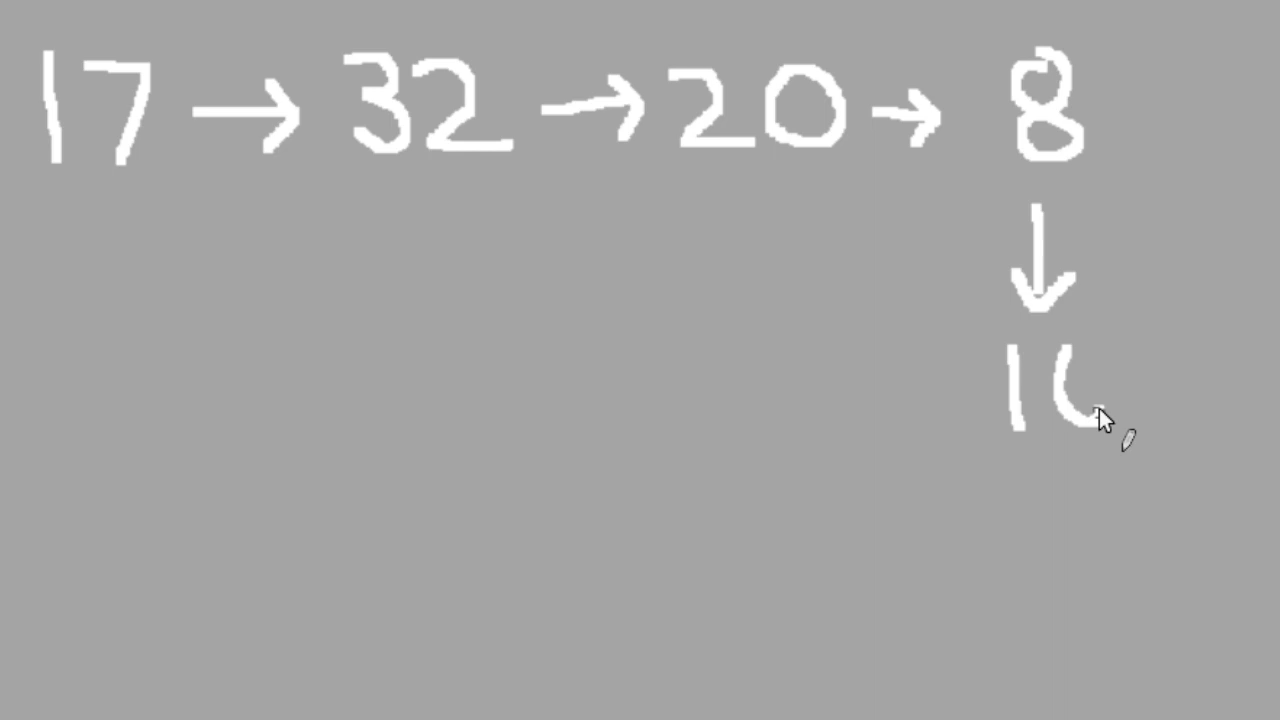 17 → 32 → 20 → 8
↓
16